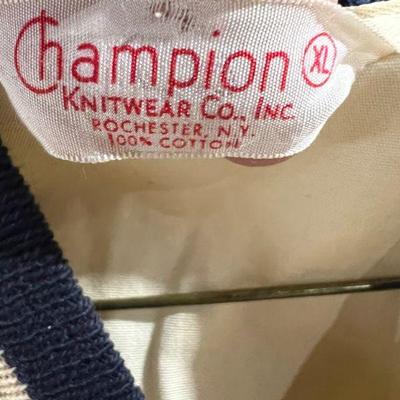 Champion XL
KNITWEAR CO., INC.
ROCHESTER, N.Y.
100% COTTON